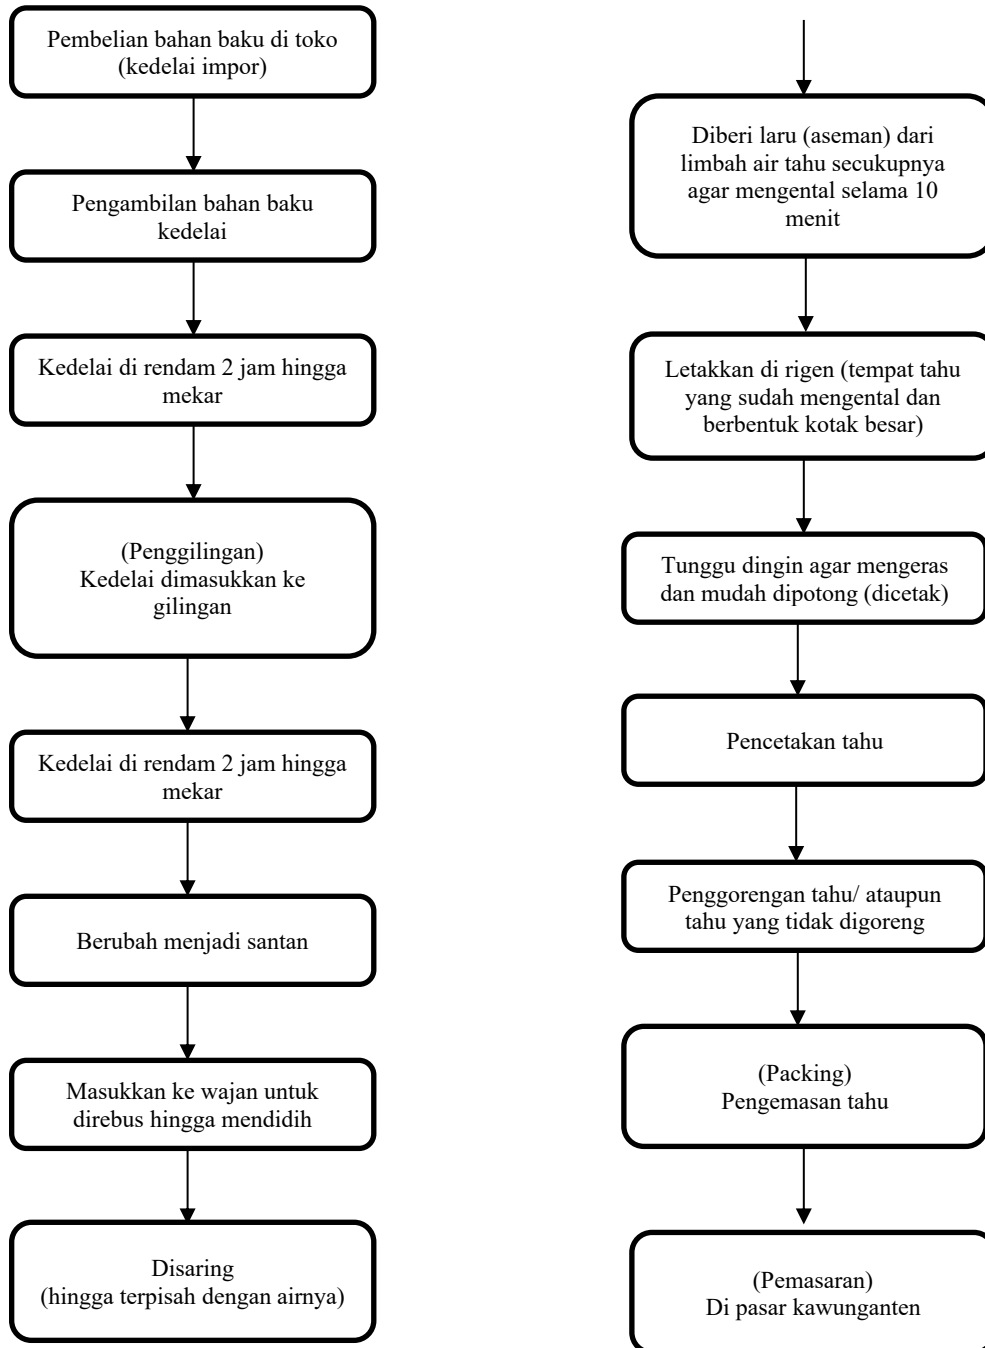 Pembelian bahan baku di toko
(kedelai impor)
Pengambilan bahan baku
kedelai
Kedelai di rendam 2 jam hingga
mekar
(Penggilingan)
Kedelai dimasukkan ke
gilingan
Kedelai di rendam 2 jam hingga
mekar
Berubah menjadi santan
Masukkan ke wajan untuk
direbus hingga mendidih
Disaring
(hingga terpisah dengan airnya)
Diberi laru (aseman) dari
limbah air tahu secukupnya
agar mengental selama 10
menit
Letakkan di rigen (tempat tahu
yang sudah mengental dan
berbentuk kotak besar)
Tunggu dingin agar mengeras
dan mudah dipotong (dicetak)
Pencetakan tahu
Penggorengan tahu/ ataupun
tahu yang tidak digoreng
(Packing)
Pengemasan tahu
(Pemasaran)
Di pasar kawunganten